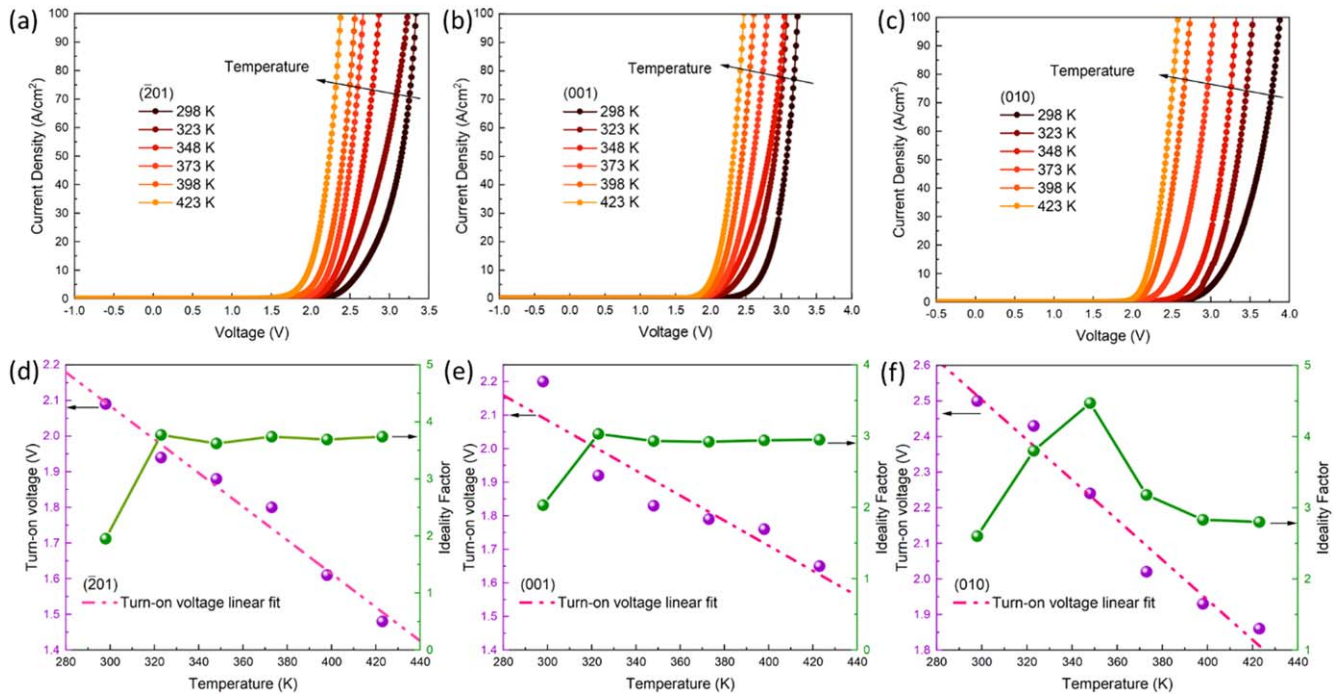 (a)
100
90
80
70
60
50
40
30
20
10
0
Current Density (A/cm²)
Temperature
(2̄01)
298 K
323 K
348 K
373 K
398 K
423 K
-1.0 -0.5 0.0 0.5 1.0 1.5 2.0 2.5 3.0 3.5
Voltage (V)
(b)
100
90
80
70
60
50
40
30
20
10
0
Current Density (A/cm²)
Temperature
(001)
298 K
323 K
348 K
373 K
398 K
423 K
-1.0 -0.5 0.0 0.5 1.0 1.5 2.0 2.5 3.0 3.5 4.0
Voltage (V)
(c)
100
90
80
70
60
50
40
30
20
10
0
Current Density (A/cm²)
Temperature
(010)
298 K
323 K
348 K
373 K
398 K
423 K
-1.0 -0.5 0.0 0.5 1.0 1.5 2.0 2.5 3.0 3.5 4.0
Voltage (V)
(d)
2.2
2.1
2.0
1.9
1.8
1.7
1.6
1.5
1.4
Turn-on voltage (V)
(2̄01)
Turn-on voltage linear fit
5
4
3
2
1
0
Ideality Factor
280 300 320 340 360 380 400 420 440
Temperature (K)
(e)
2.2
2.1
2.0
1.9
1.8
1.7
1.6
1.5
1.4
Turn-on voltage (V)
(001)
Turn-on voltage linear fit
4
3
2
1
0
Ideality Factor
280 300 320 340 360 380 400 420 440
Temperature (K)
(f)
2.6
2.5
2.4
2.3
2.2
2.1
2.0
1.9
1.8
Turn-on voltage (V)
(010)
Turn-on voltage linear fit
5
4
3
2
1
Ideality Factor
280 300 320 340 360 380 400 420 440
Temperature (K)